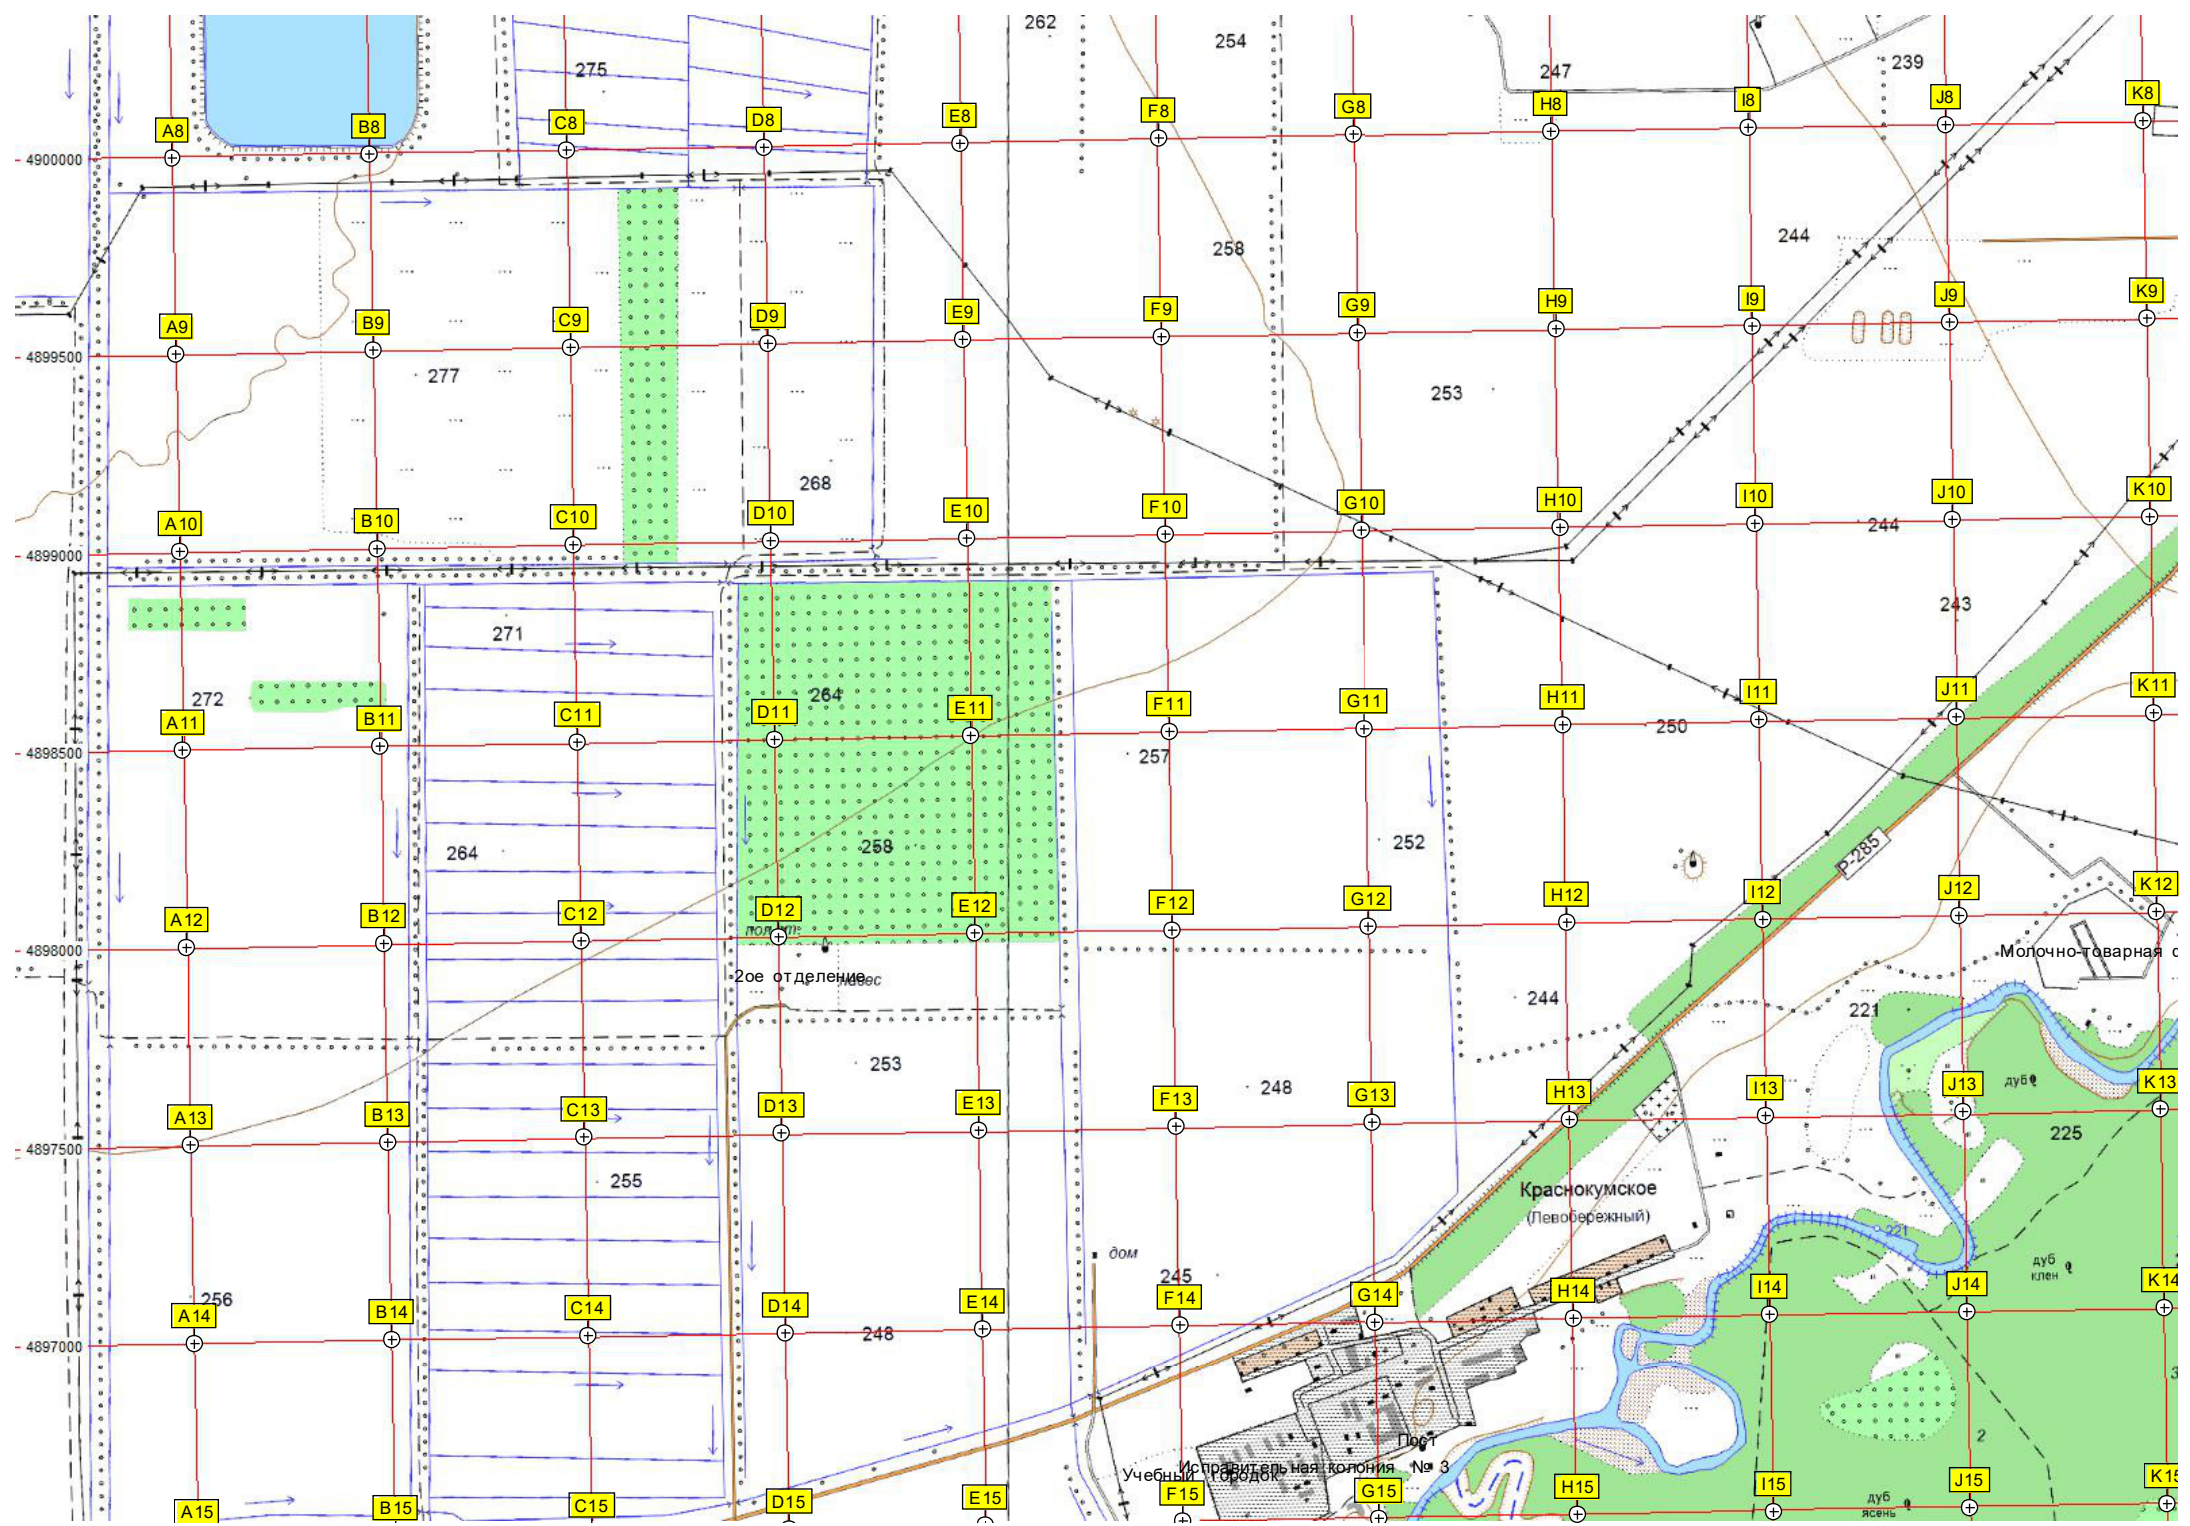 262
254
239
275
247
A8 B8 C8 D8 E8 F8 G8 H8 I8 J8 K8
4900000
258
244
A9 B9 C9 D9 E9 F9 G9 H9 I9 J9 K9
4899500
277
253
268
A10 B10 C10 D10 E10 F10 G10 H10 I10 J10 K10
244
4899000
243
271
272
264
A11 B11 C11 D11 E11 F11 G11 H11 I11 J11 K11
250
4898500
257
252
264
258
P-285
A12 B12 C12 D12 E12 F12 G12 H12 I12 J12 K12
4898000
Молочно-товарная
2ое отделение
навес
244
221
253
248
дуб
A13 B13 C13 D13 E13 F13 G13 H13 I13 J13 K13
4897500
225
255
Краснокумское
(Левобережный)
221
дом
дуб
клен
245
256
A14 B14 C14 D14 E14 F14 G14 H14 I14 J14 K14
4897000
248
2
Пост
Исправительная колония № 3
Учебный городок
A15 B15 C15 D15 E15 F15 G15 H15 I15 J15 K15
дуб
ясень